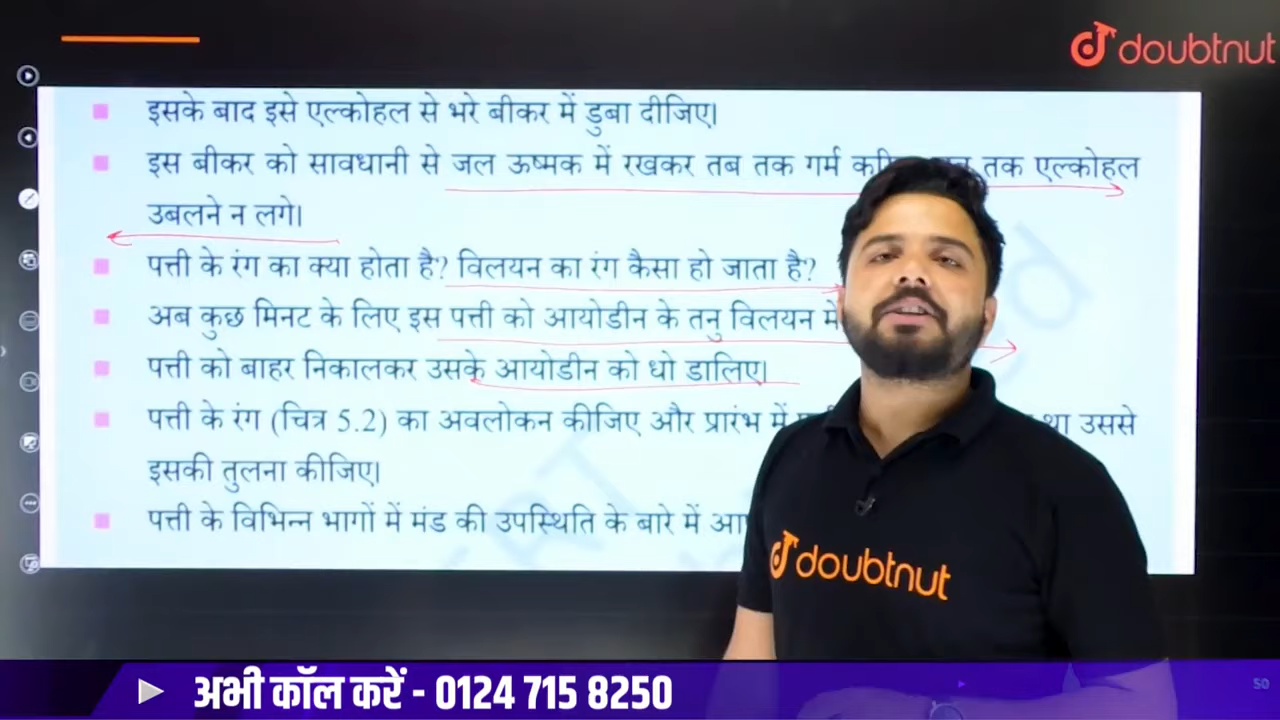 doubtnut
इसके बाद इसे एल्कोहल से भरे बीकर में डुबा दीजिए।
इस बीकर को सावधानी से जल ऊष्मक में रखकर तब तक गर्म तक एल्कोहल
उबलने न लगे।
पत्ती के रंग का क्या होता है? विलयन का रंग कैसा हो जाता है?
अब कुछ मिनट के लिए इस पत्ती को आयोडीन के तनु विलयन में
पत्ती को बाहर निकालकर उसके आयोडीन को धो डालिए।
पत्ती के रंग (चित्र 5.2) का अवलोकन कीजिए और प्रारंभ में था उससे
इसकी तुलना कीजिए।
पत्ती के विभिन्न भागों में मंड की उपस्थिति के बारे में
doubtnut
अभी कॉल करें - 0124 715 8250
50